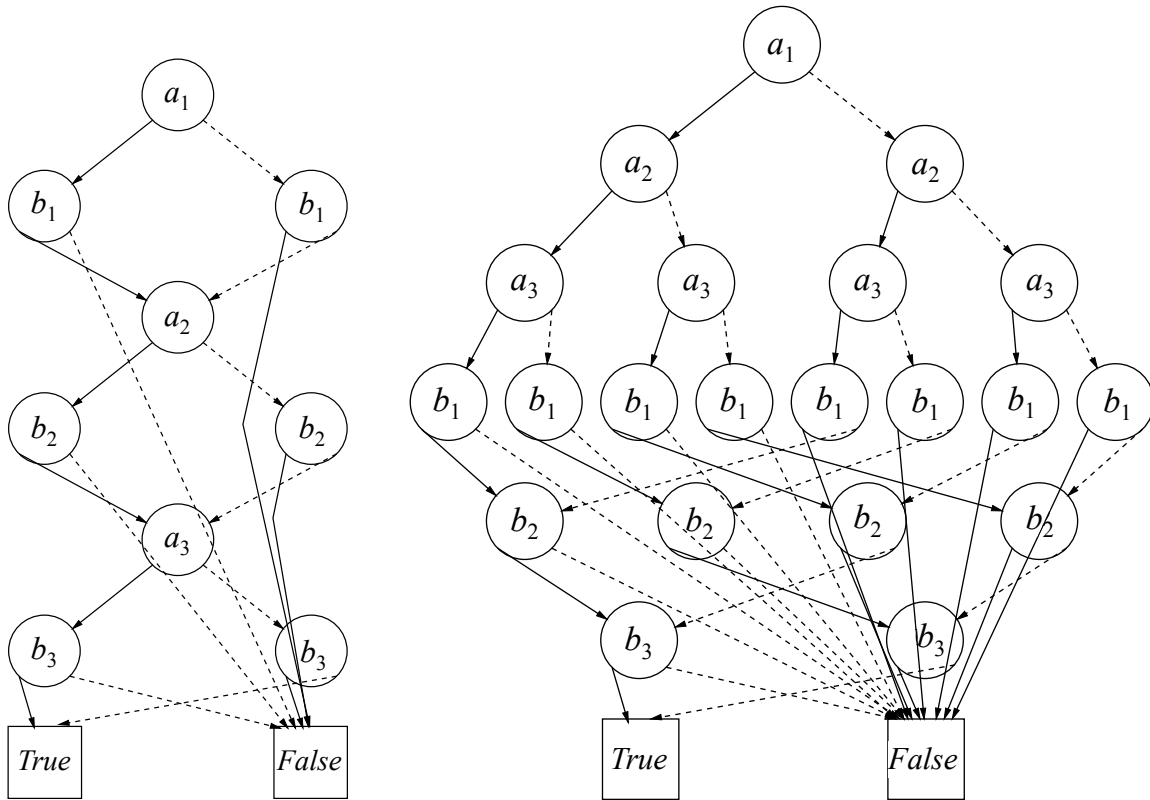 a₁
b₁ b₁
a₂
b₂ b₂
a₃
b₃ b₃
True False
a₁
a₂ a₂
a₃ a₃ a₃ a₃
b₁ b₁ b₁ b₁ b₁ b₁ b₁ b₁
b₂ b₂ b₂ b₂
b₃ b₃
True False